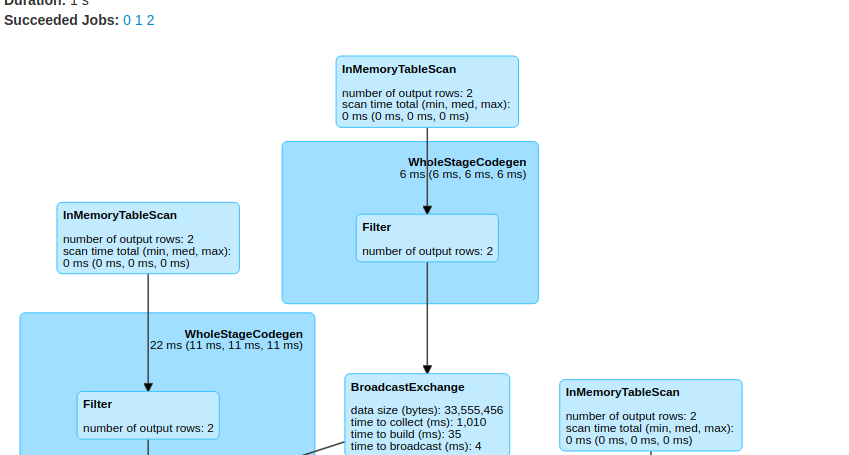 Duration: 1 s
Succeeded Jobs: 0 1 2
InMemoryTableScan
number of output rows: 2
scan time total (min, med, max):
0 ms (0 ms, 0 ms, 0 ms)
WholeStageCodegen
6 ms (6 ms, 6 ms, 6 ms)
InMemoryTableScan
number of output rows: 2
scan time total (min, med, max):
0 ms (0 ms, 0 ms, 0 ms)
Filter
number of output rows: 2
WholeStageCodegen
22 ms (11 ms, 11 ms, 11 ms)
Filter
number of output rows: 2
BroadcastExchange
data size (bytes): 33,555,456
time to collect (ms): 1,010
time to build (ms): 35
time to broadcast (ms): 4
InMemoryTableScan
number of output rows: 2
scan time total (min, med, max):
0 ms (0 ms, 0 ms, 0 ms)